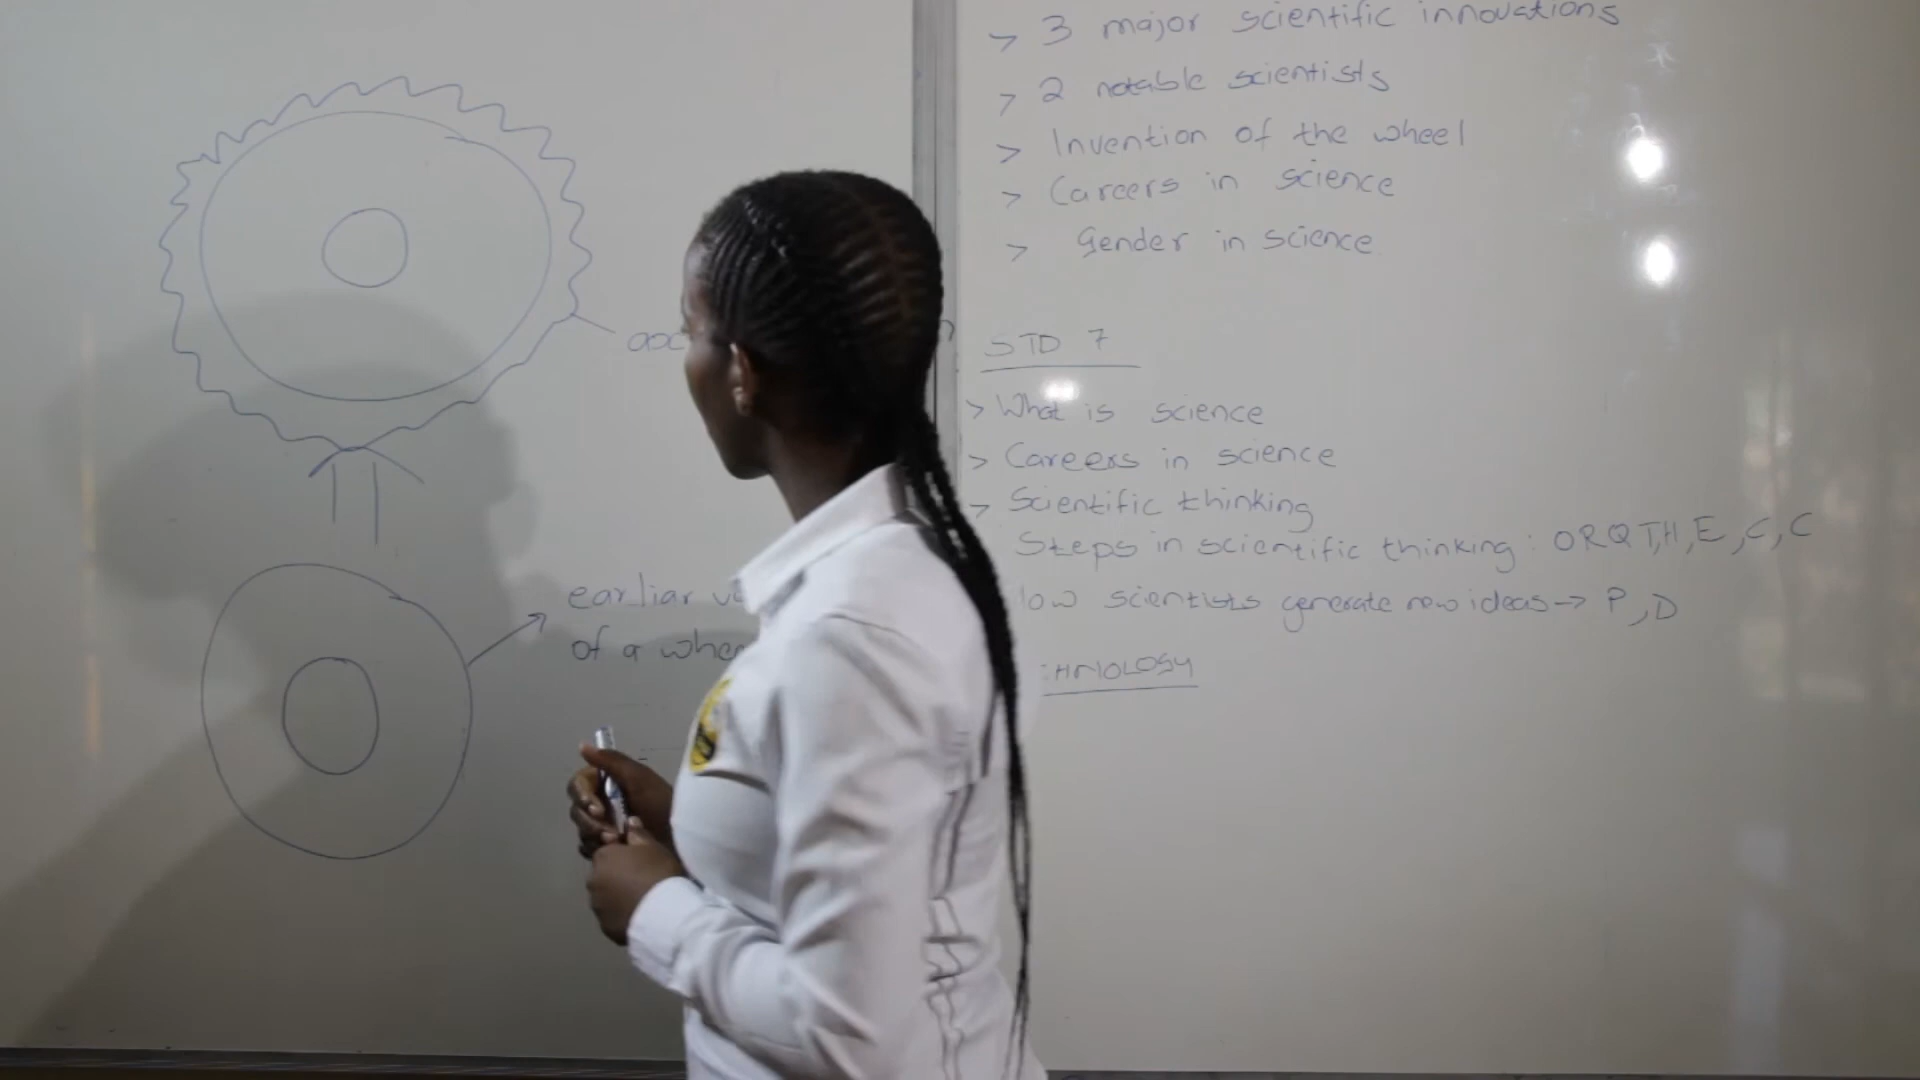 earliar
of a
> 3 major scientific innovations
> 2 notable scientists
> Invention of the wheel
> Careers in science
> Gender in science
STD 7
> What is science
> Careers in science
> Scientific thinking
Steps in scientific thinking : ORQT,H,E,C,C
scientists generate new ideas -> P,D